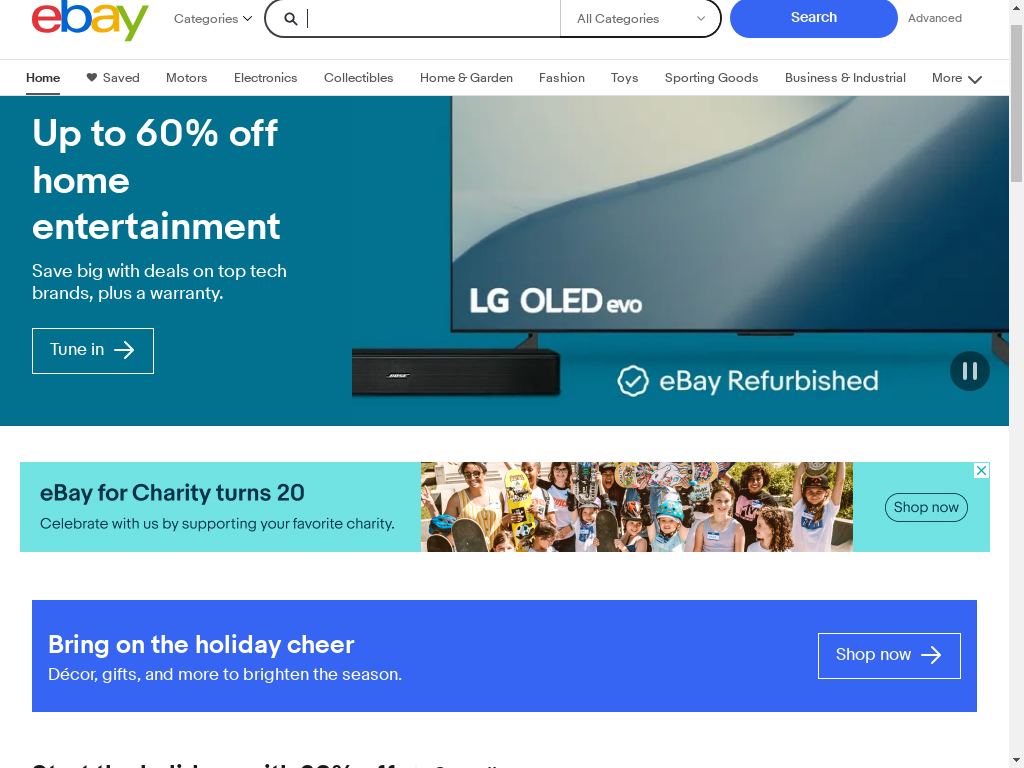 ebay
Categories
All Categories
Search
Advanced
Home
Saved
Motors
Electronics
Collectibles
Home & Garden
Fashion
Toys
Sporting Goods
Business & Industrial
More
Up to 60% off
home
entertainment
Save big with deals on top tech
brands, plus a warranty.
Tune in
LG OLED evo
BOSE
eBay Refurbished
eBay for Charity turns 20
Celebrate with us by supporting your favorite charity.
Shop now
Bring on the holiday cheer
Décor, gifts, and more to brighten the season.
Shop now